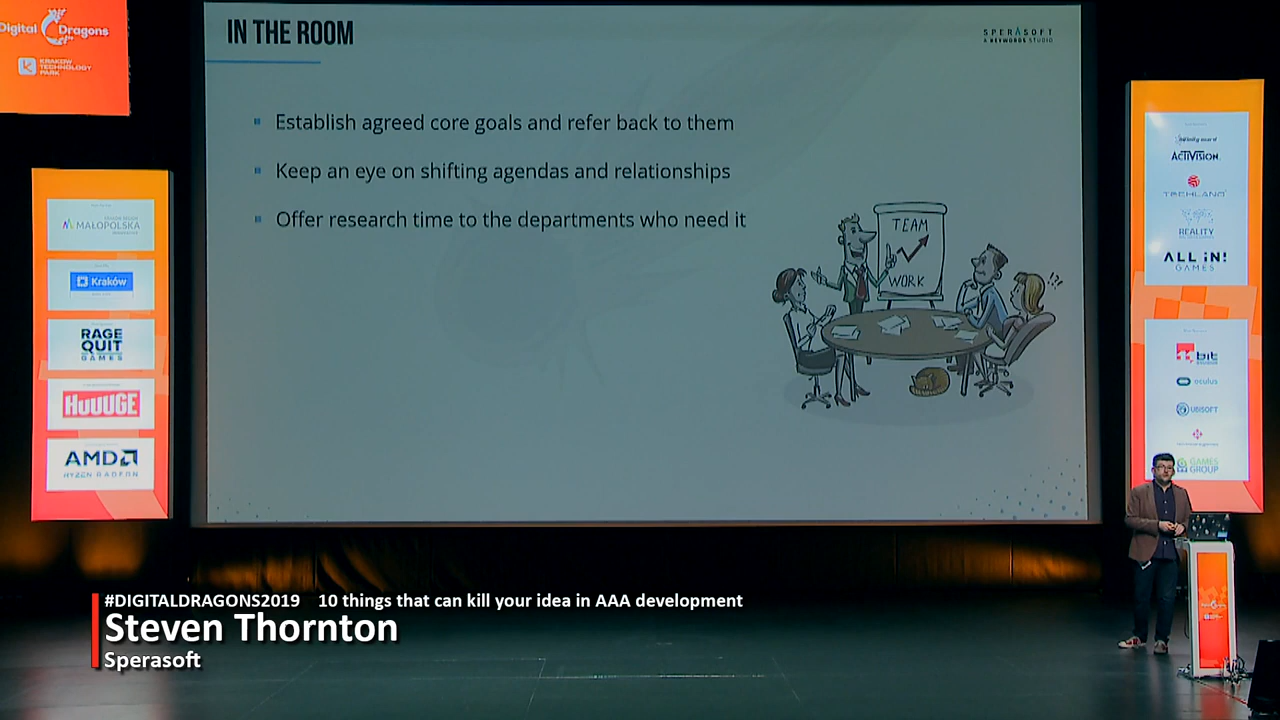 Digital Dragons
KRAKOW
TECHNOLOGY
PARK
IN THE ROOM
SPERASOFT
A KEYWORDS STUDIO
Establish agreed core goals and refer back to them
Keep an eye on shifting agendas and relationships
Offer research time to the departments who need it
TEAM
WORK
!?!
MAŁOPOLSKA
Kraków
RAGE
QUIT
GAMES
HUUUGE
AMD
RYZEN RADEON
ACTIVISION
TECHLAND
REALITY
ALL iN!
GAMES
11 bit
oculus
UBISOFT
GAMES
GROUP
#DIGITALDRAGONS2019 10 things that can kill your idea in AAA development
Steven Thornton
Sperasoft